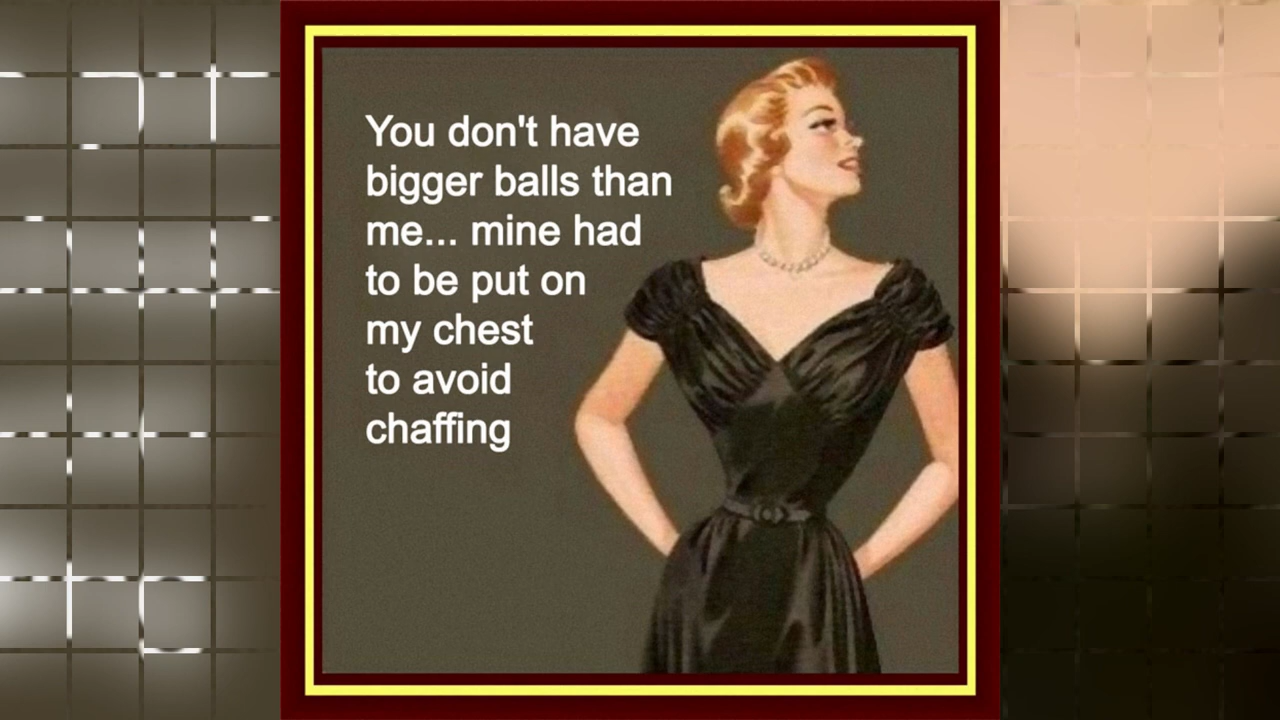 You don't have
bigger balls than
me... mine had
to be put on
my chest
to avoid
chaffing